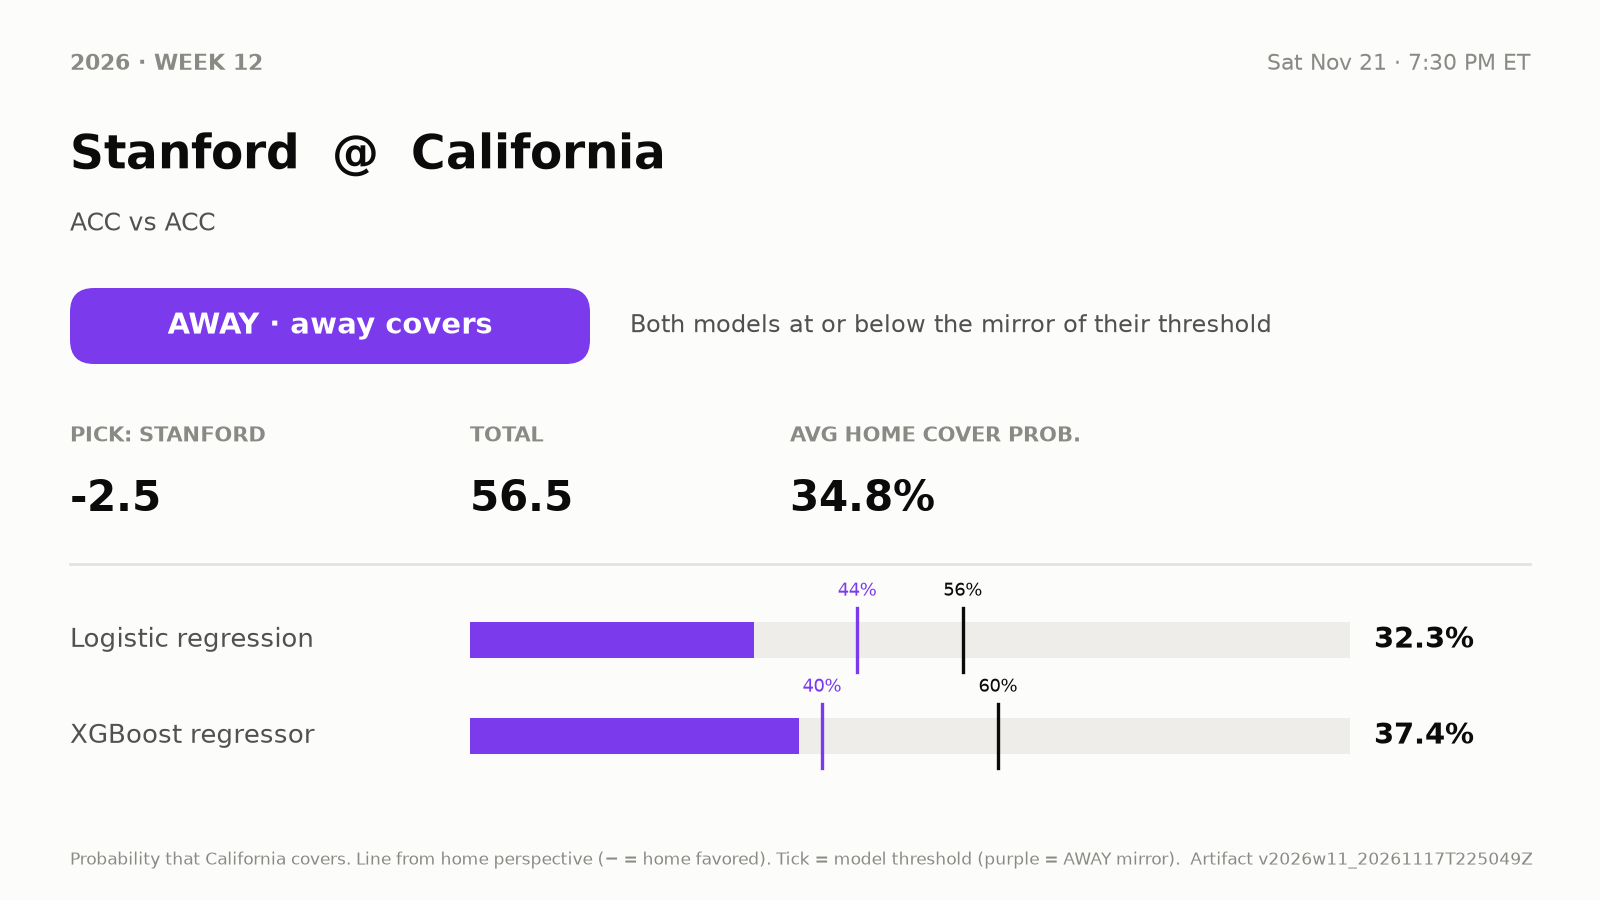 2026 · WEEK 12
Sat Nov 21 · 7:30 PM ET
Stanford @ California
ACC vs ACC
AWAY · away covers
Both models at or below the mirror of their threshold
PICK: STANFORD
TOTAL
AVG HOME COVER PROB.
-2.5
56.5
34.8%
44%
56%
Logistic regression
32.3%
40%
60%
XGBoost regressor
37.4%
Probability that California covers. Line from home perspective (− = home favored). Tick = model threshold (purple = AWAY mirror). Artifact v2026w11_20261117T225049Z